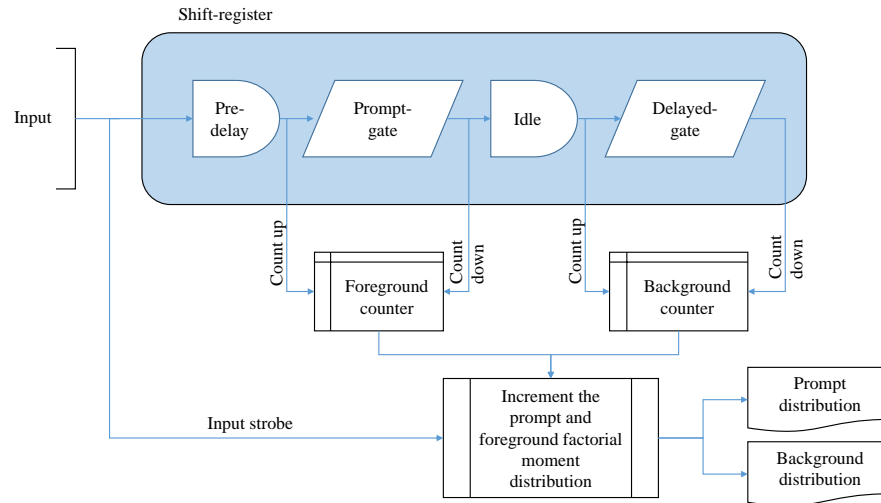 Shift-register
Input
Pre-
delay
Prompt-
gate
Idle
Delayed-
gate
Count up
Count
down
Count up
Count
down
Foreground
counter
Background
counter
Input strobe
Increment the
prompt and
foreground factorial
moment
distribution
Prompt
distribution
Background
distribution